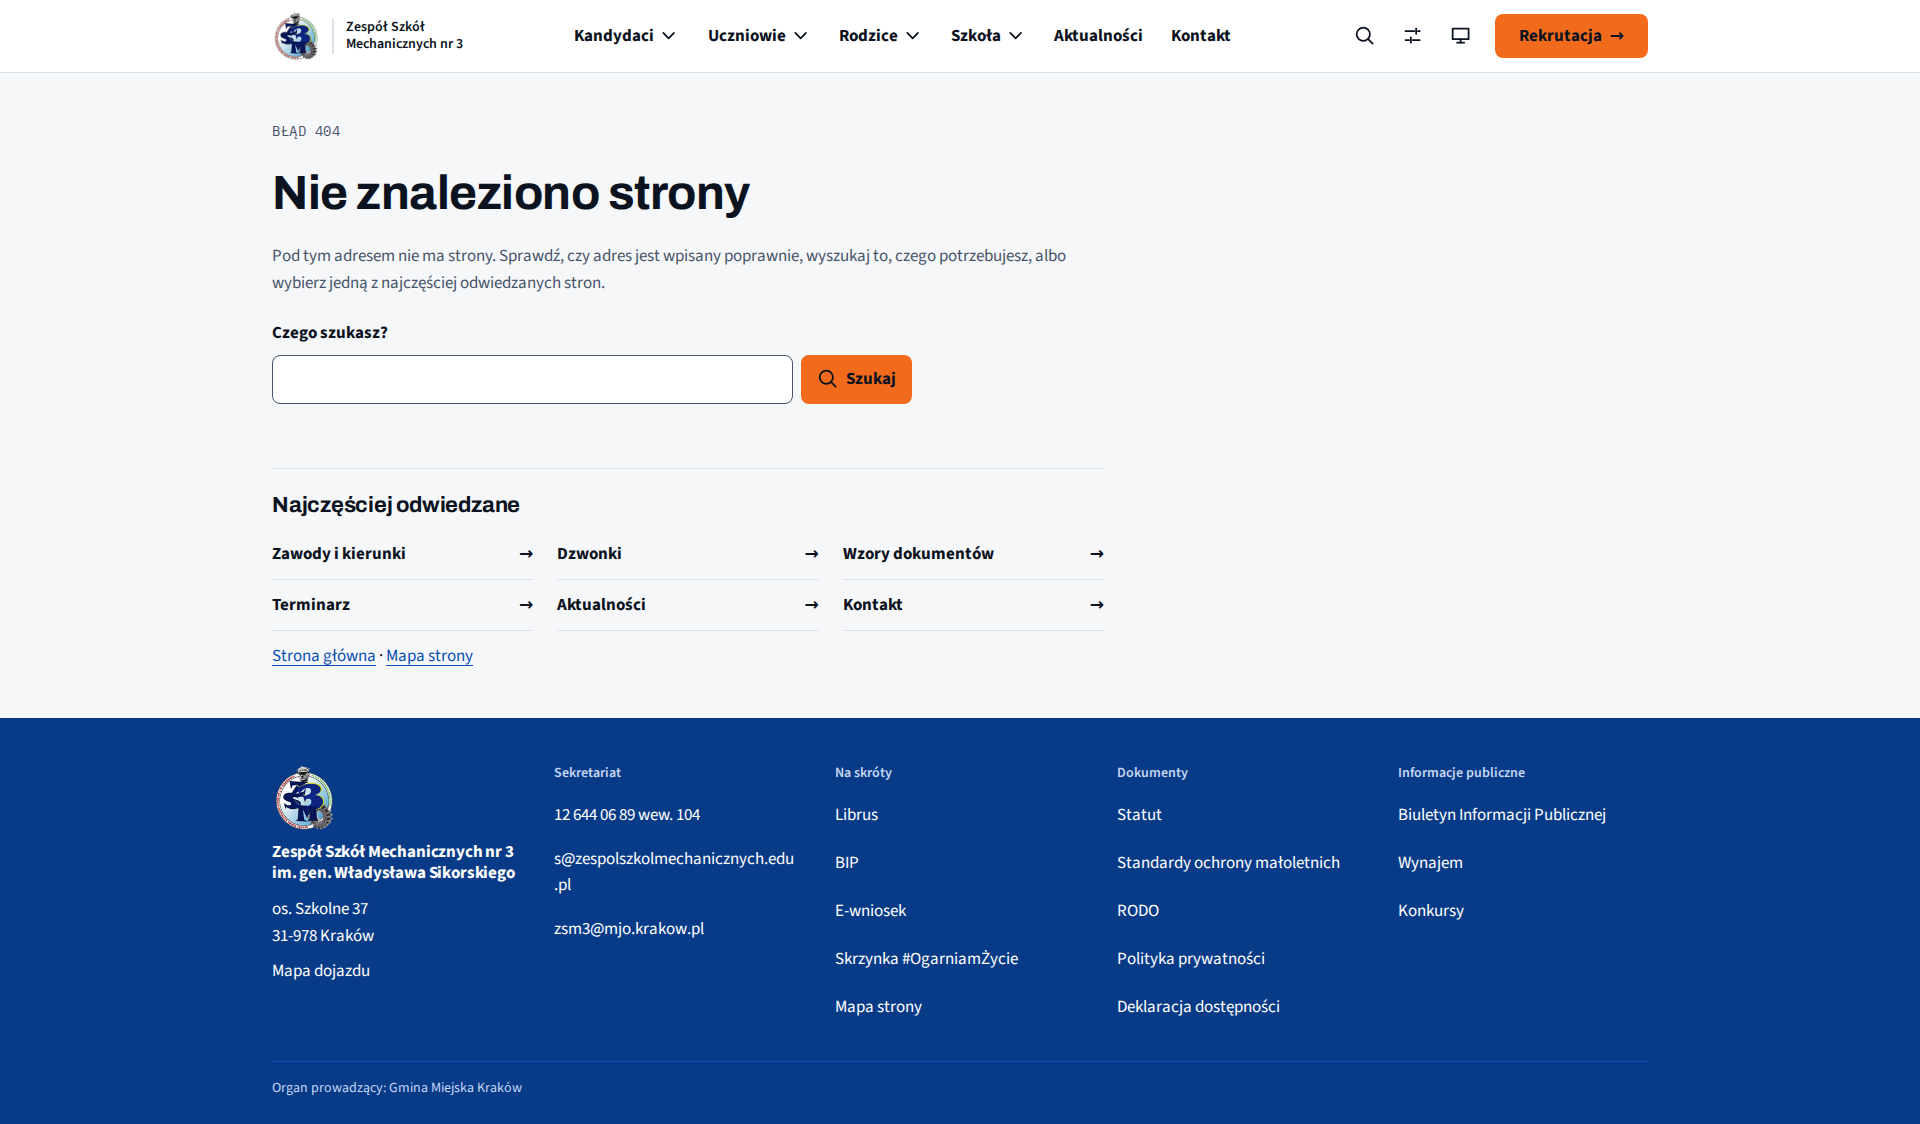 Zespół Szkół
Mechanicznych nr 3
Kandydaci
Uczniowie
Rodzice
Szkoła
Aktualności
Kontakt
Rekrutacja →
BŁĄD 404
Nie znaleziono strony
Pod tym adresem nie ma strony. Sprawdź, czy adres jest wpisany poprawnie, wyszukaj to, czego potrzebujesz, albo
wybierz jedną z najczęściej odwiedzanych stron.
Czego szukasz?
Szukaj
Najczęściej odwiedzane
Zawody i kierunki →
Dzwonki →
Wzory dokumentów →
Terminarz →
Aktualności →
Kontakt →
Strona główna · Mapa strony
Zespół Szkół Mechanicznych nr 3
im. gen. Władysława Sikorskiego
os. Szkolne 37
31-978 Kraków
Mapa dojazdu
Sekretariat
12 644 06 89 wew. 104
s@zespolszkolmechanicznych.edu
.pl
zsm3@mjo.krakow.pl
Na skróty
Librus
BIP
E-wniosek
Skrzynka #OgarniamŻycie
Mapa strony
Dokumenty
Statut
Standardy ochrony małoletnich
RODO
Polityka prywatności
Deklaracja dostępności
Informacje publiczne
Biuletyn Informacji Publicznej
Wynajem
Konkursy
Organ prowadzący: Gmina Miejska Kraków